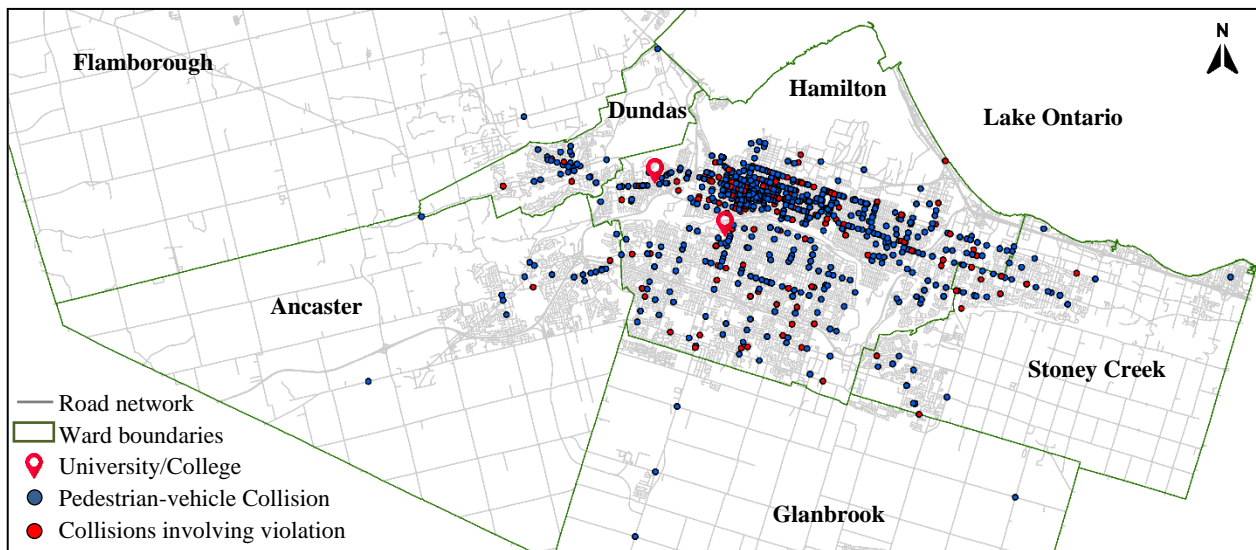 N
Flamborough
Hamilton
Dundas
Lake Ontario
Ancaster
Stoney Creek
Road network
Ward boundaries
University/College
Pedestrian-vehicle Collision
Collisions involving violation
Glanbrook